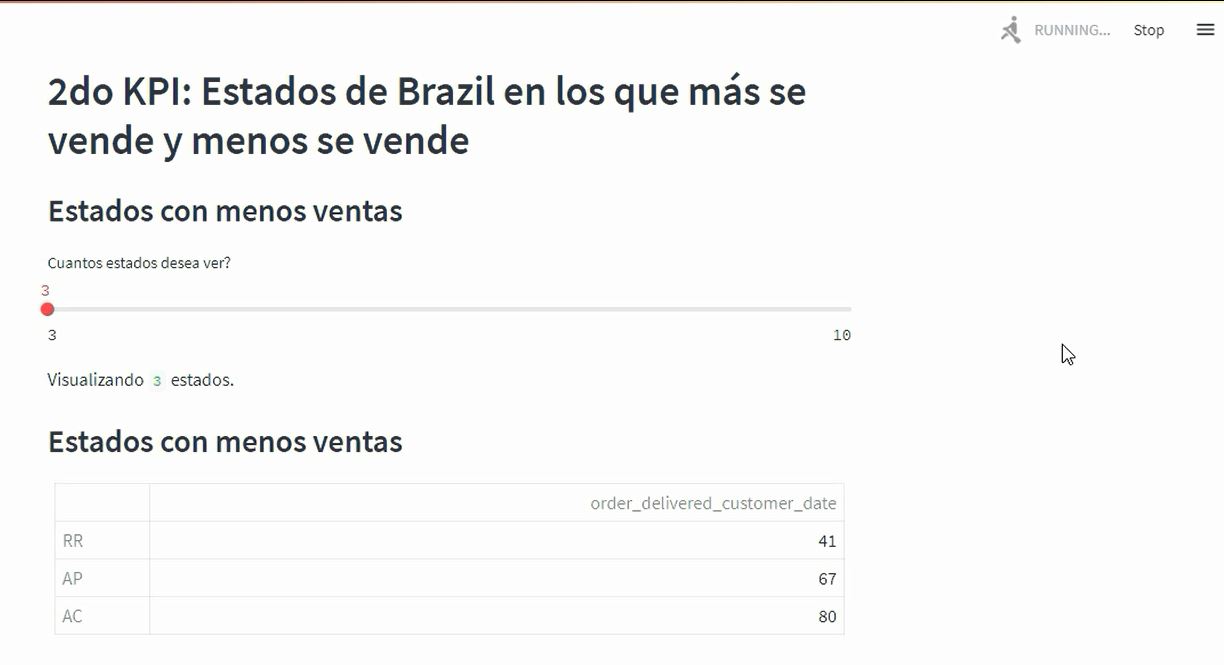 RUNNING... Stop
2do KPI: Estados de Brazil en los que más se
vende y menos se vende
Estados con menos ventas
Cuantos estados desea ver?
3
3 10
Visualizando 3 estados.
Estados con menos ventas
order_delivered_customer_date
RR 41
AP 67
AC 80